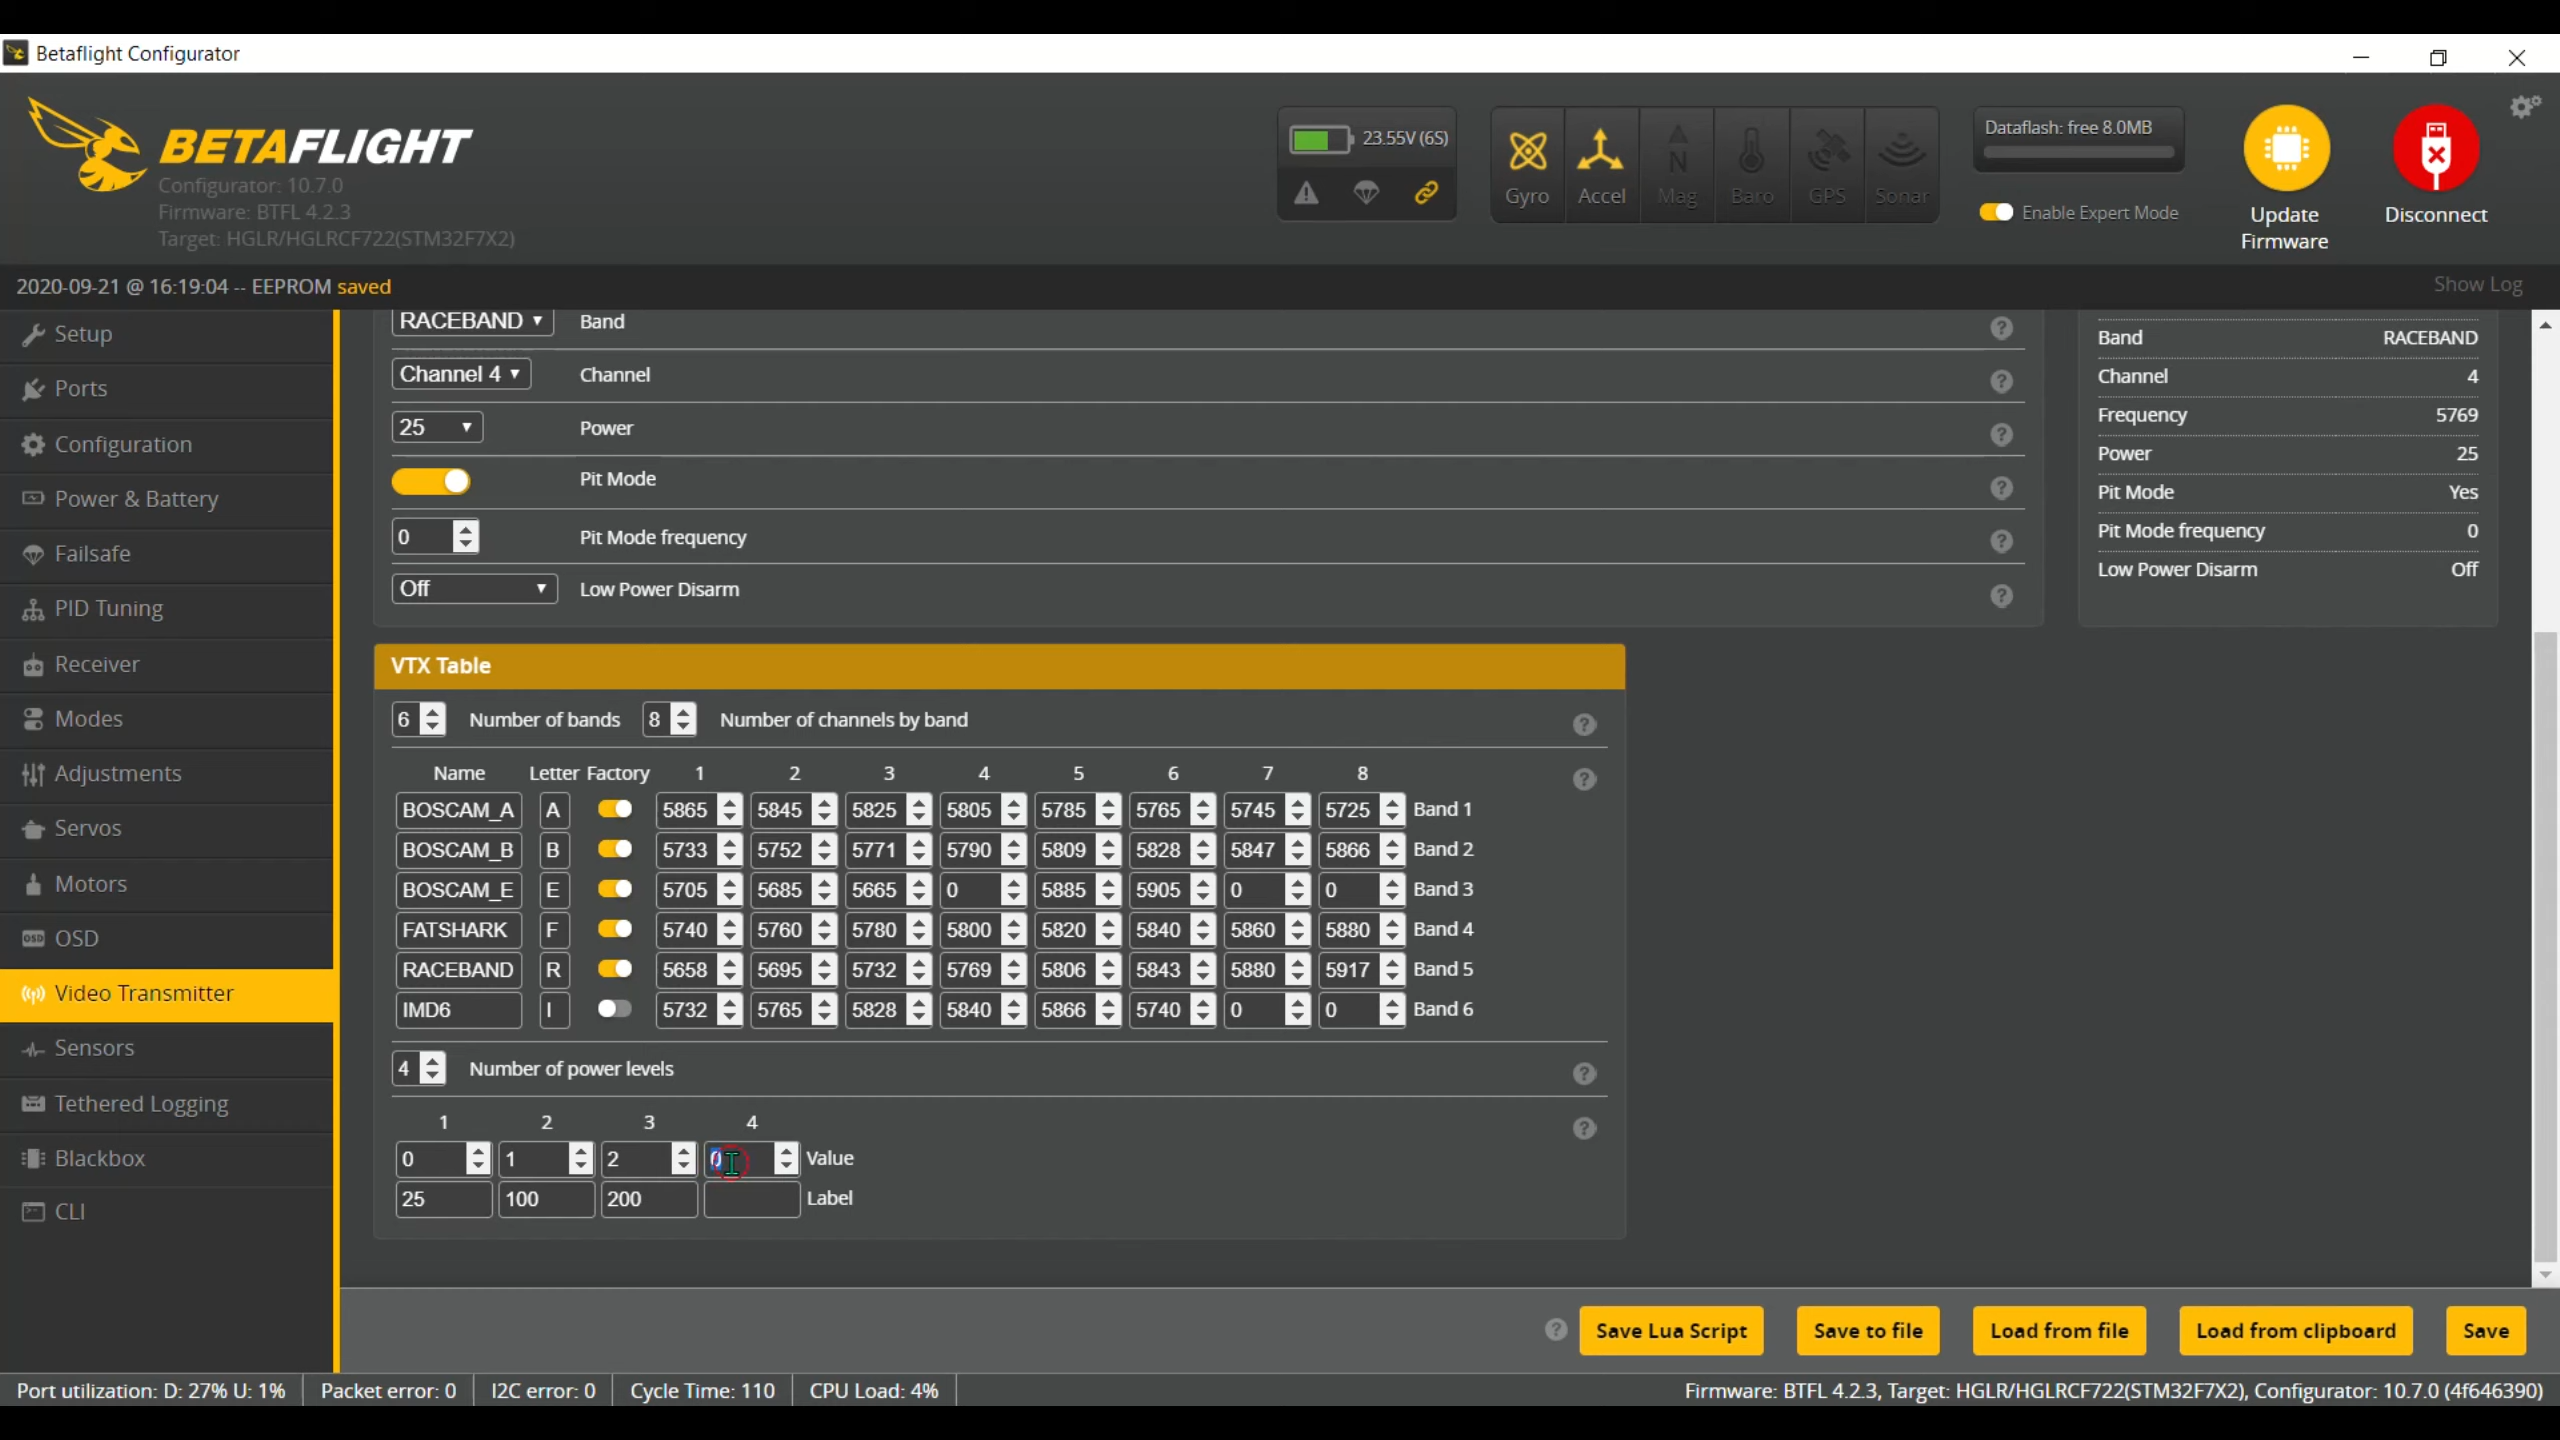 Betaflight Configurator
BETAFLIGHT
Configurator: 10.7.0
Firmware: BTFL 4.2.3
Target: HGLR/HGLRCF722(STM32F7X2)
23.55V (6S)
Gyro Accel Mag Baro GPS Sonar
Dataflash: free 8.0MB
Enable Expert Mode
Update Firmware
Disconnect
2020-09-21 @ 16:19:04 -- EEPROM saved
Show Log
Setup
Ports
Configuration
Power & Battery
Failsafe
PID Tuning
Receiver
Modes
Adjustments
Servos
Motors
OSD
Video Transmitter
Sensors
Tethered Logging
Blackbox
CLI
RACEBAND Band
Channel 4 Channel
25 Power
Pit Mode
0 Pit Mode frequency
Off Low Power Disarm
Band RACEBAND
Channel 4
Frequency 5769
Power 25
Pit Mode Yes
Pit Mode frequency 0
Low Power Disarm Off
VTX Table
6 Number of bands 8 Number of channels by band
Name Letter Factory 1 2 3 4 5 6 7 8
BOSCAM_A A 5865 5845 5825 5805 5785 5765 5745 5725 Band 1
BOSCAM_B B 5733 5752 5771 5790 5809 5828 5847 5866 Band 2
BOSCAM_E E 5705 5685 5665 0 5885 5905 0 0 Band 3
FATSHARK F 5740 5760 5780 5800 5820 5840 5860 5880 Band 4
RACEBAND R 5658 5695 5732 5769 5806 5843 5880 5917 Band 5
IMD6 I 5732 5765 5828 5840 5866 5740 0 0 Band 6
4 Number of power levels
1 2 3 4
0 1 2 0 Value
25 100 200 Label
Save Lua Script
Save to file
Load from file
Load from clipboard
Save
Port utilization: D: 27% U: 1% Packet error: 0 I2C error: 0 Cycle Time: 110 CPU Load: 4%
Firmware: BTFL 4.2.3, Target: HGLR/HGLRCF722(STM32F7X2), Configurator: 10.7.0 (4f646390)